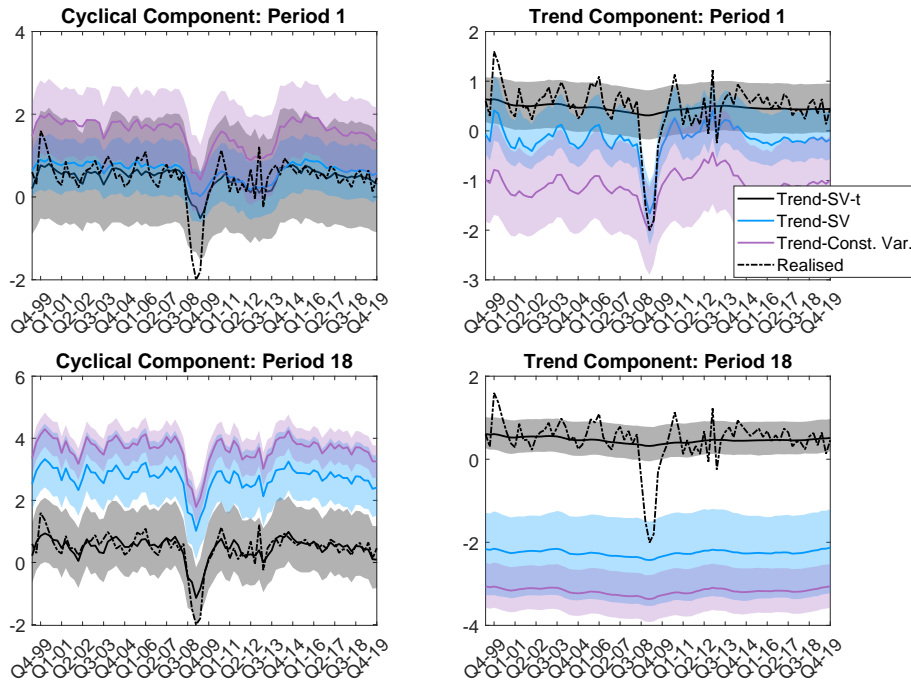 Cyclical Component: Period 1
4
2
0
-2
Q4-99
Q1-01
Q2-02
Q3-03
Q4-04
Q1-06
Q2-07
Q3-08
Q4-09
Q1-11
Q2-12
Q3-13
Q4-14
Q1-16
Q2-17
Q3-18
Q4-19
Trend Component: Period 1
2
1
0
-1
-2
-3
Q4-99
Q1-01
Q2-02
Q3-03
Q4-04
Q1-06
Q2-07
Q3-08
Q4-09
Q1-11
Q2-12
Q3-13
Q4-14
Q1-16
Q2-17
Q3-18
Q4-19
Trend-SV-t
Trend-SV
Trend-Const. Var.
Realised
Cyclical Component: Period 18
6
4
2
0
-2
Q4-99
Q1-01
Q2-02
Q3-03
Q4-04
Q1-06
Q2-07
Q3-08
Q4-09
Q1-11
Q2-12
Q3-13
Q4-14
Q1-16
Q2-17
Q3-18
Q4-19
Trend Component: Period 18
2
0
-2
-4
Q4-99
Q1-01
Q2-02
Q3-03
Q4-04
Q1-06
Q2-07
Q3-08
Q4-09
Q1-11
Q2-12
Q3-13
Q4-14
Q1-16
Q2-17
Q3-18
Q4-19